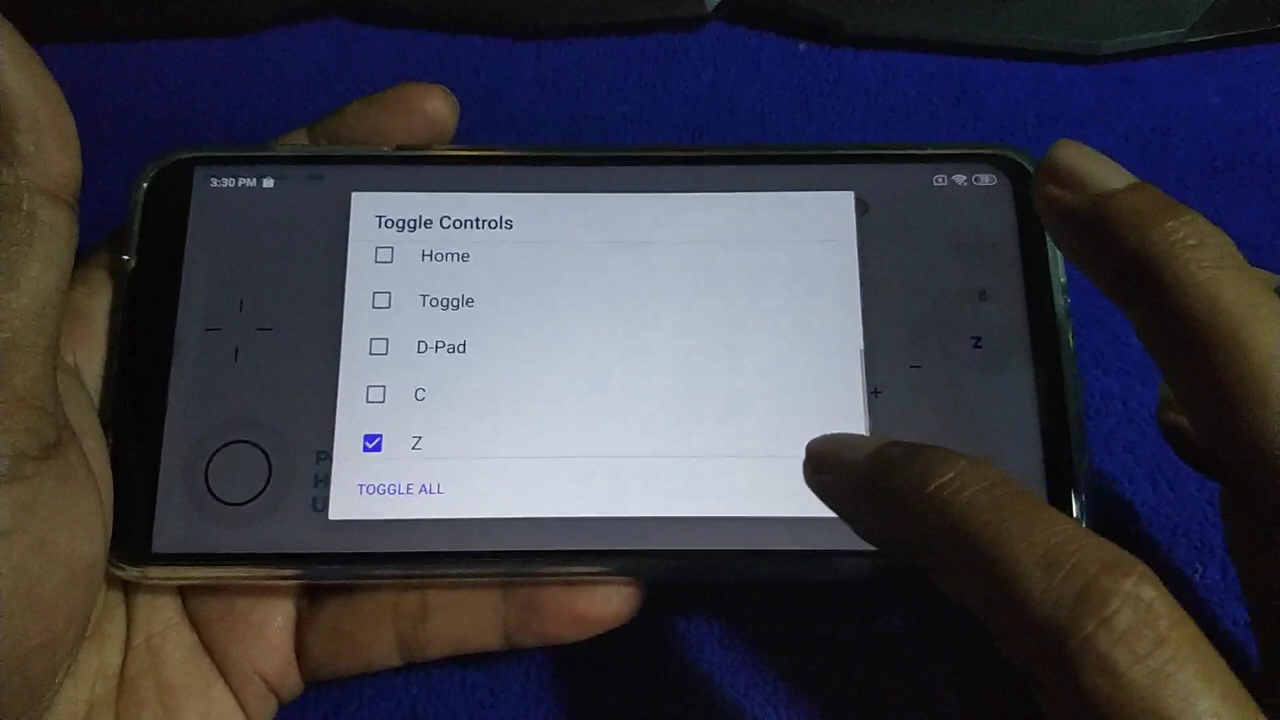 3:30 PM
Toggle Controls
Home
Toggle
D-Pad
C
Z
TOGGLE ALL
Z
P
H
U